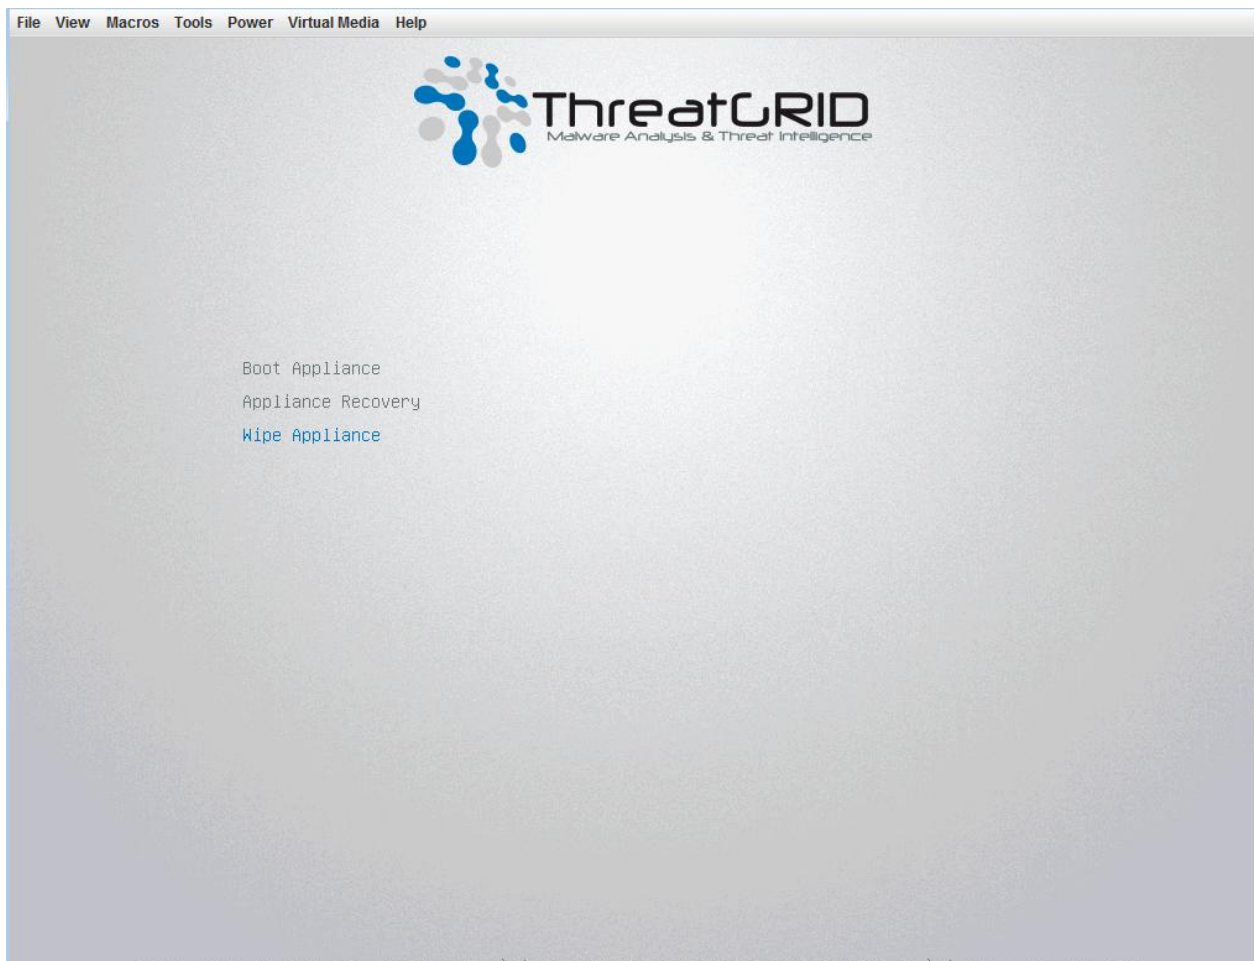 File View Macros Tools Power Virtual Media Help
ThreatGRID
Malware Analysis & Threat Intelligence
Boot Appliance
Appliance Recovery
Wipe Appliance